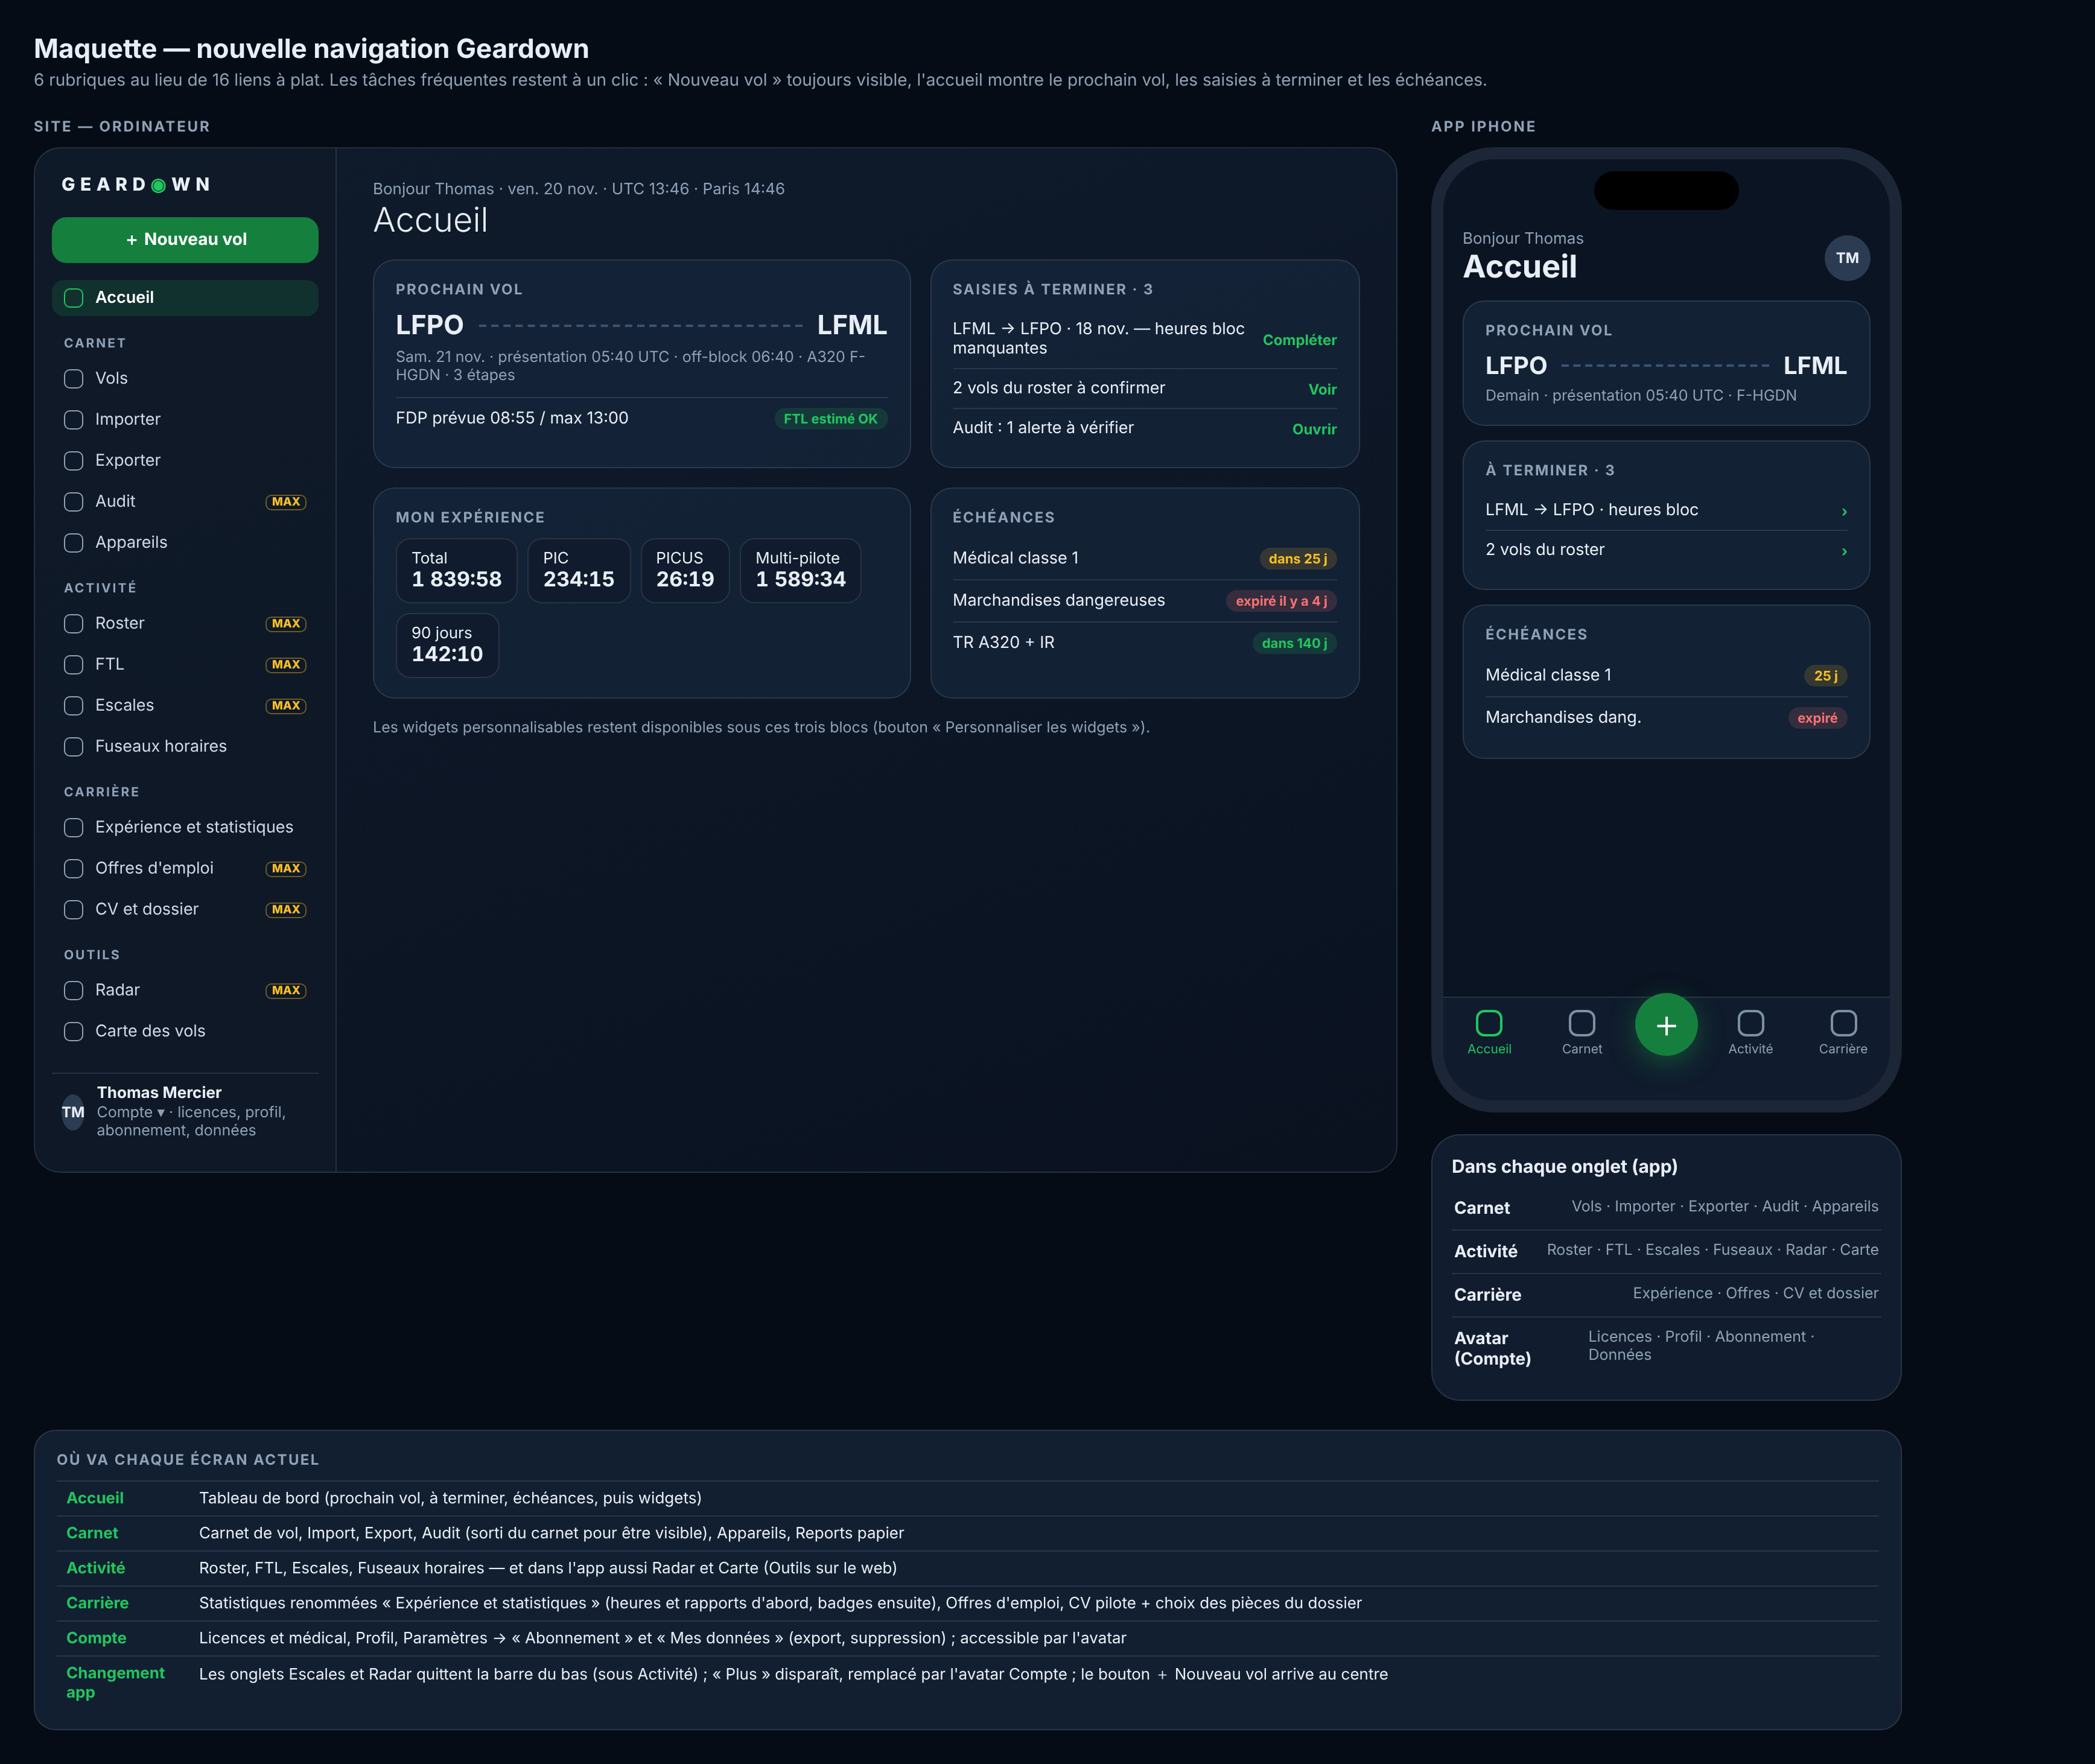 Maquette — nouvelle navigation Geardown
6 rubriques au lieu de 16 liens à plat. Les tâches fréquentes restent à un clic : « Nouveau vol » toujours visible, l'accueil montre le prochain vol, les saisies à terminer et les échéances.
SITE — ORDINATEUR
GEARD◉WN
+ Nouveau vol
Accueil
CARNET
Vols
Importer
Exporter
Audit MAX
Appareils
ACTIVITÉ
Roster MAX
FTL MAX
Escales MAX
Fuseaux horaires
CARRIÈRE
Expérience et statistiques
Offres d'emploi MAX
CV et dossier MAX
OUTILS
Radar MAX
Carte des vols
TM
Thomas Mercier
Compte ▾ · licences, profil,
abonnement, données
Bonjour Thomas · ven. 20 nov. · UTC 13:46 · Paris 14:46
Accueil
PROCHAIN VOL
LFPO LFML
Sam. 21 nov. · présentation 05:40 UTC · off-block 06:40 · A320 F-
HGDN · 3 étapes
FDP prévue 08:55 / max 13:00 FTL estimé OK
SAISIES À TERMINER · 3
LFML → LFPO · 18 nov. — heures bloc
manquantes
Compléter
2 vols du roster à confirmer Voir
Audit : 1 alerte à vérifier Ouvrir
MON EXPÉRIENCE
Total
1 839:58
PIC
234:15
PICUS
26:19
Multi-pilote
1 589:34
90 jours
142:10
ÉCHÉANCES
Médical classe 1 dans 25 j
Marchandises dangereuses expiré il y a 4 j
TR A320 + IR dans 140 j
Les widgets personnalisables restent disponibles sous ces trois blocs (bouton « Personnaliser les widgets »).
APP IPHONE
Bonjour Thomas
Accueil
TM
PROCHAIN VOL
LFPO LFML
Demain · présentation 05:40 UTC · F-HGDN
À TERMINER · 3
LFML → LFPO · heures bloc ›
2 vols du roster ›
ÉCHÉANCES
Médical classe 1 25 j
Marchandises dang. expiré
Accueil
Carnet
+
Activité
Carrière
Dans chaque onglet (app)
Carnet Vols · Importer · Exporter · Audit · Appareils
Activité Roster · FTL · Escales · Fuseaux · Radar · Carte
Carrière Expérience · Offres · CV et dossier
Avatar
(Compte)
Licences · Profil · Abonnement ·
Données
OÙ VA CHAQUE ÉCRAN ACTUEL
Accueil Tableau de bord (prochain vol, à terminer, échéances, puis widgets)
Carnet Carnet de vol, Import, Export, Audit (sorti du carnet pour être visible), Appareils, Reports papier
Activité Roster, FTL, Escales, Fuseaux horaires — et dans l'app aussi Radar et Carte (Outils sur le web)
Carrière Statistiques renommées « Expérience et statistiques » (heures et rapports d'abord, badges ensuite), Offres d'emploi, CV pilote + choix des pièces du dossier
Compte Licences et médical, Profil, Paramètres → « Abonnement » et « Mes données » (export, suppression) ; accessible par l'avatar
Changement
app
Les onglets Escales et Radar quittent la barre du bas (sous Activité) ; « Plus » disparaît, remplacé par l'avatar Compte ; le bouton + Nouveau vol arrive au centre